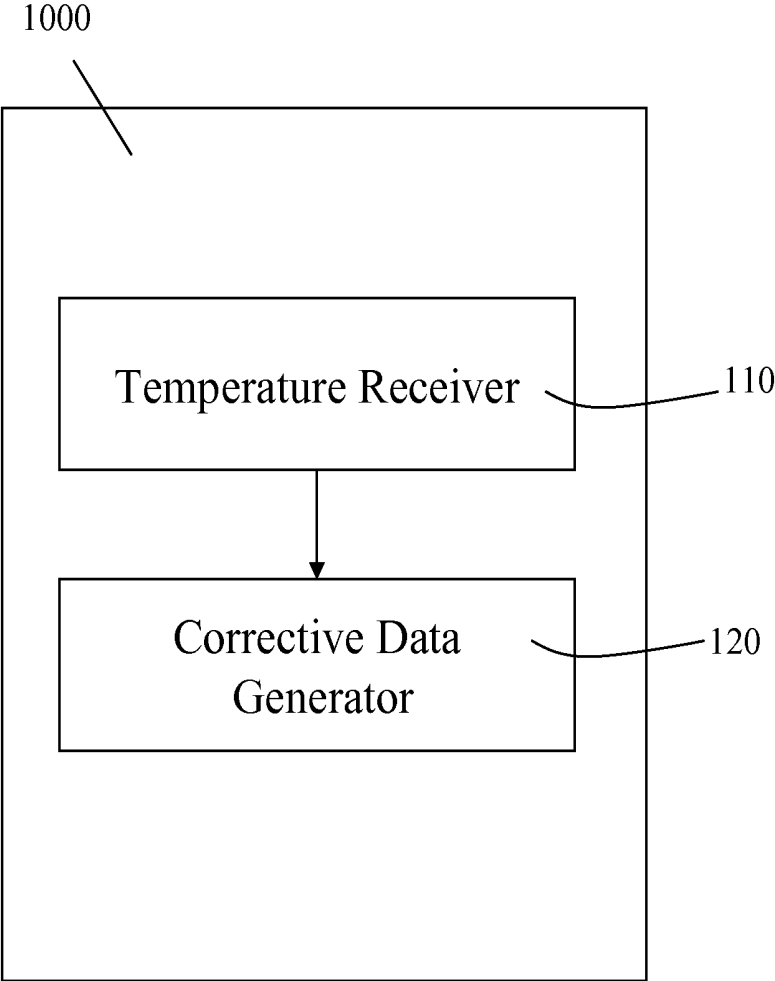 1000
Temperature Receiver
110
Corrective Data
Generator
120